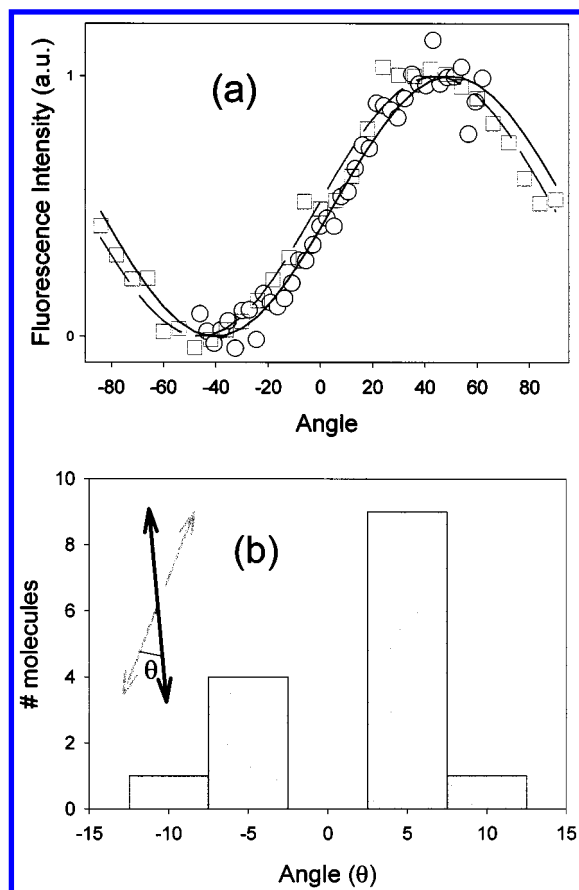 (a)
Fluorescence Intensity (a.u.)
1
0
-80 -60 -40 -20 0 20 40 60 80
Angle
(b)
# molecules
10
8
6
4
2
0
θ
-15 -10 -5 0 5 10 15
Angle (θ)